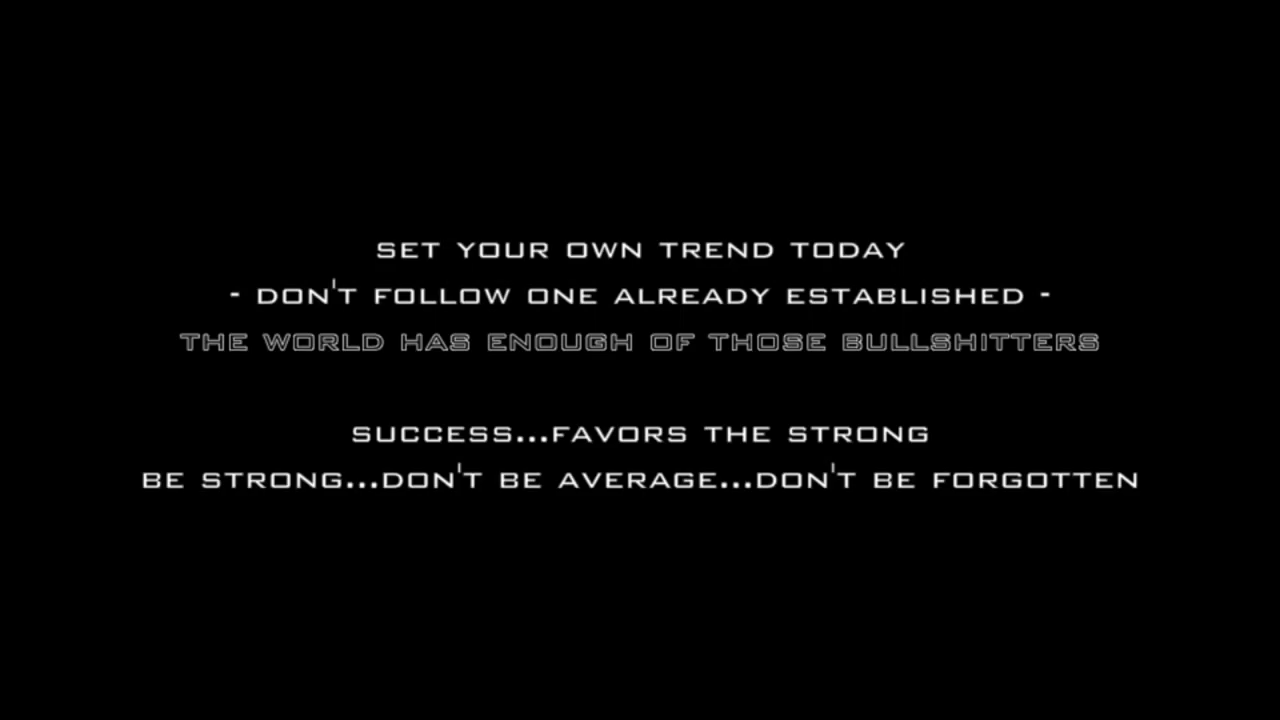 SET YOUR OWN TREND TODAY
- DON'T FOLLOW ONE ALREADY ESTABLISHED -
THE WORLD HAS ENOUGH OF THOSE BULLSHITTERS
SUCCESS...FAVORS THE STRONG
BE STRONG...DON'T BE AVERAGE...DON'T BE FORGOTTEN